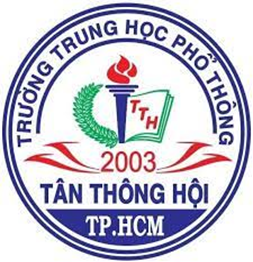 TRƯỜNG TRUNG HỌC PHỔ THÔNG
TTH
2003
TÂN THÔNG HỘI
TP.HCM